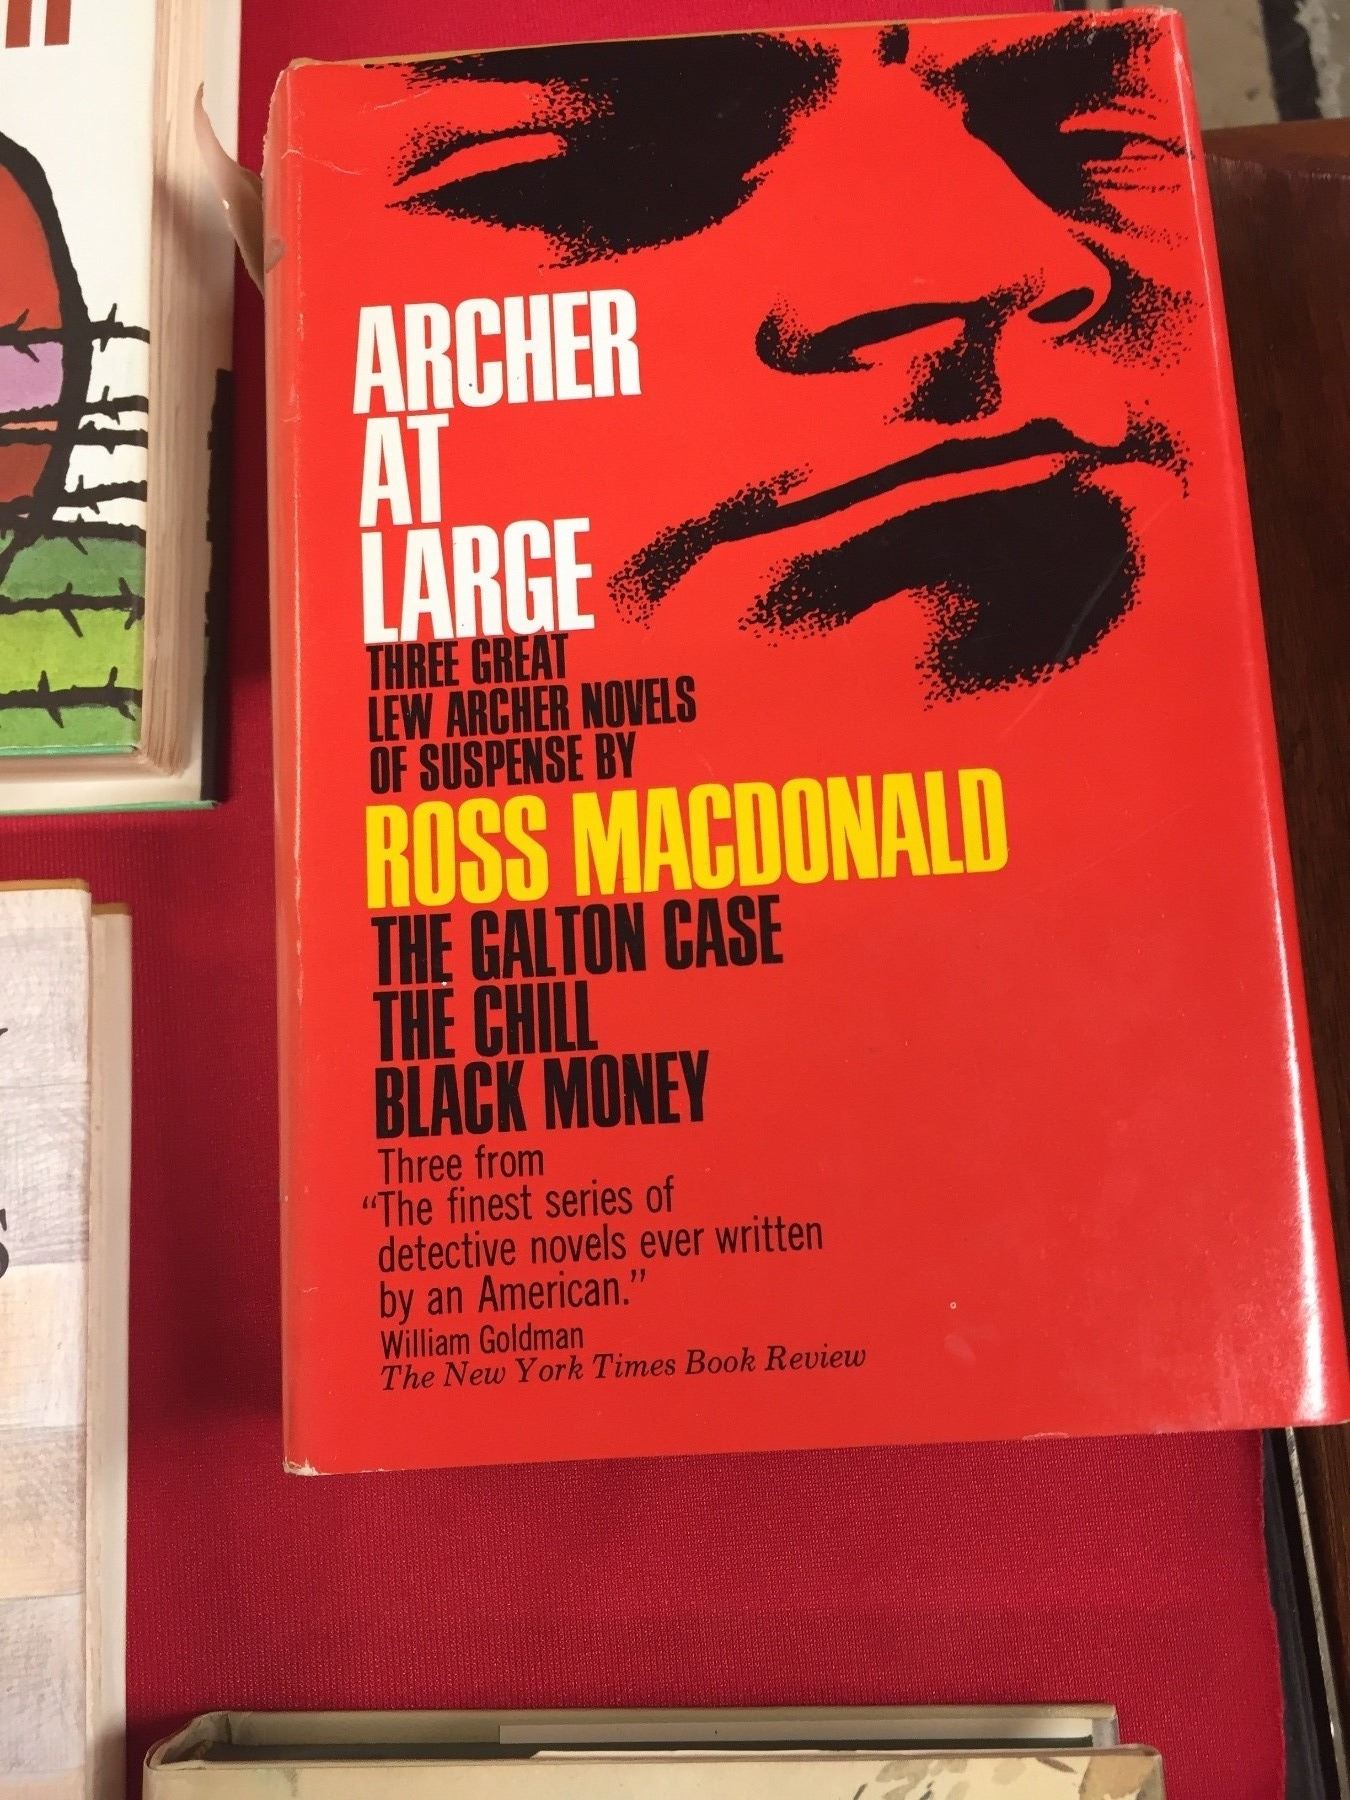 ARCHER
AT
LARGE
THREE GREAT
LEW ARCHER NOVELS
OF SUSPENSE BY
ROSS MACDONALD
THE GALTON CASE
THE CHILL
BLACK MONEY
Three from
“The finest series of
detective novels ever written
by an American.”
William Goldman
The New York Times Book Review